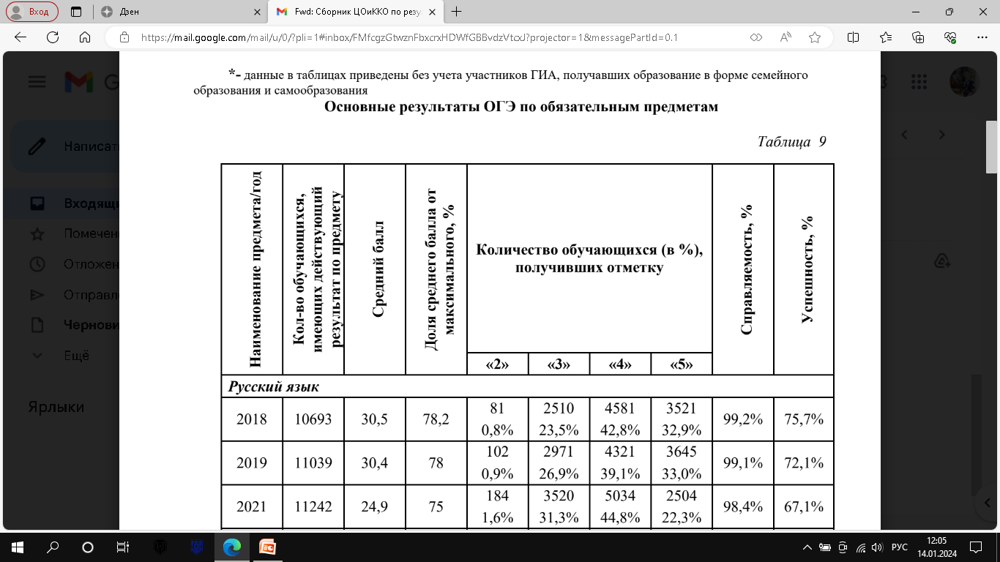 Вход
Дзен
Fwd: Сборник ЦОиККО по резу
https://mail.google.com/mail/u/0/?pli=1#inbox/FMfcgzGtwznFbxcrxHDWfGBBvdzVtcxJ?projector=1&messagePartId=0.1
Написат
Входящи
Помечен
Отложен
Отправл
Чернови
Ещё
Ярлыки
*- данные в таблицах приведены без учета участников ГИА, получавших образование в форме семейного
образования и самообразования
Основные результаты ОГЭ по обязательным предметам
Таблица 9
Наименование предмета/год
Кол-во обучающихся,
имеющих действующий
результат по предмету
Средний балл
Доля среднего балла от
максимального, %
Количество обучающихся (в %),
получивших отметку
Справляемость, %
Успешность, %
«2» «3» «4» «5»
Русский язык
2018 10693 30,5 78,2 81 2510 4581 3521 99,2% 75,7%
0,8% 23,5% 42,8% 32,9%
2019 11039 30,4 78 102 2971 4321 3645 99,1% 72,1%
0,9% 26,9% 39,1% 33,0%
2021 11242 24,9 75 184 3520 5034 2504 98,4% 67,1%
1,6% 31,3% 44,8% 22,3%
РУС
12:05
14.01.2024